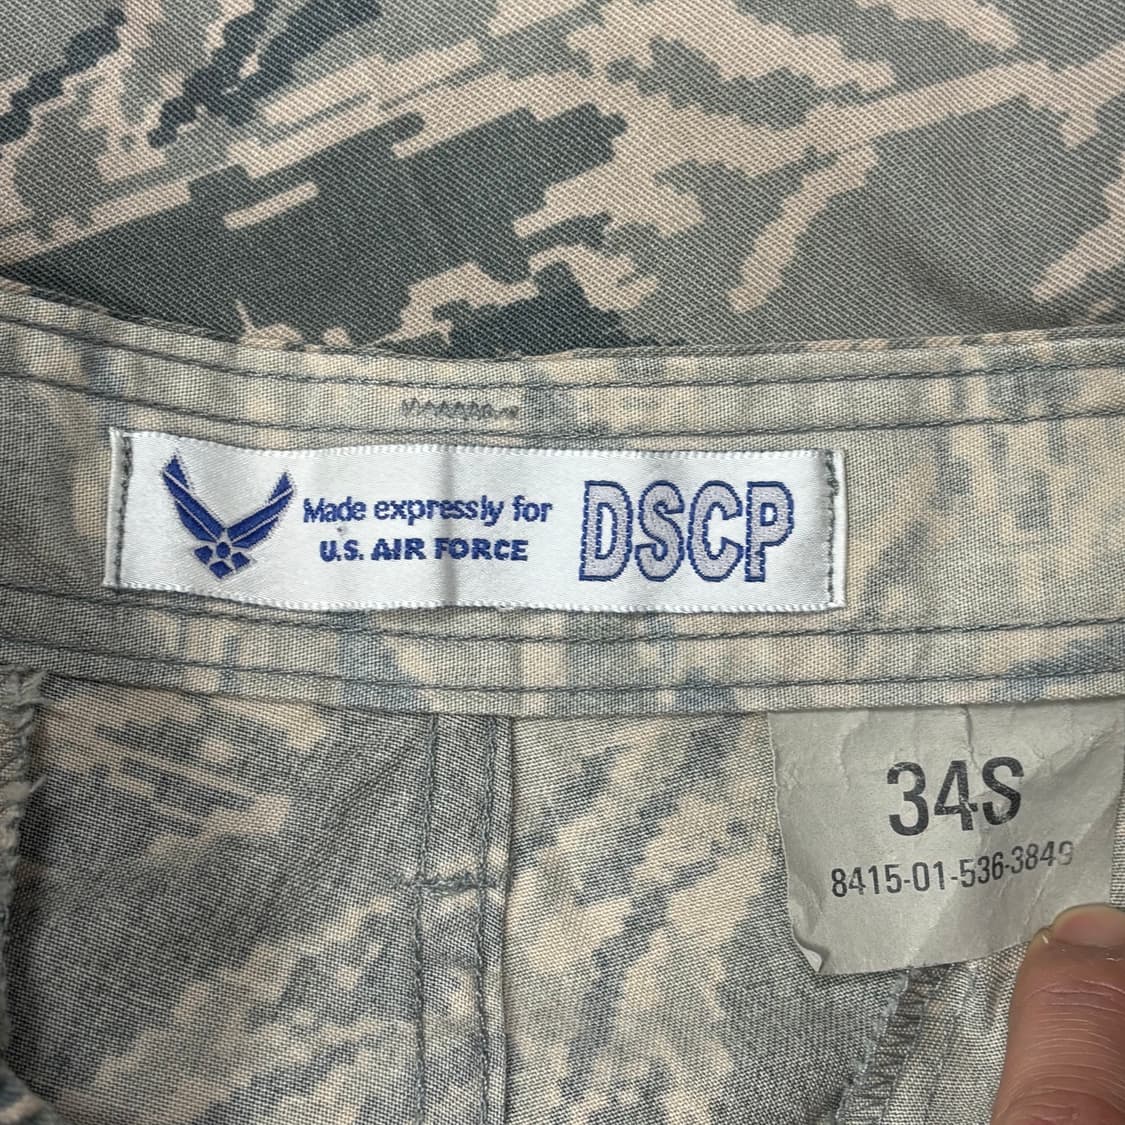 Made expressly for
U.S. AIR FORCE
DSCP
34S
8415-01-536-3849